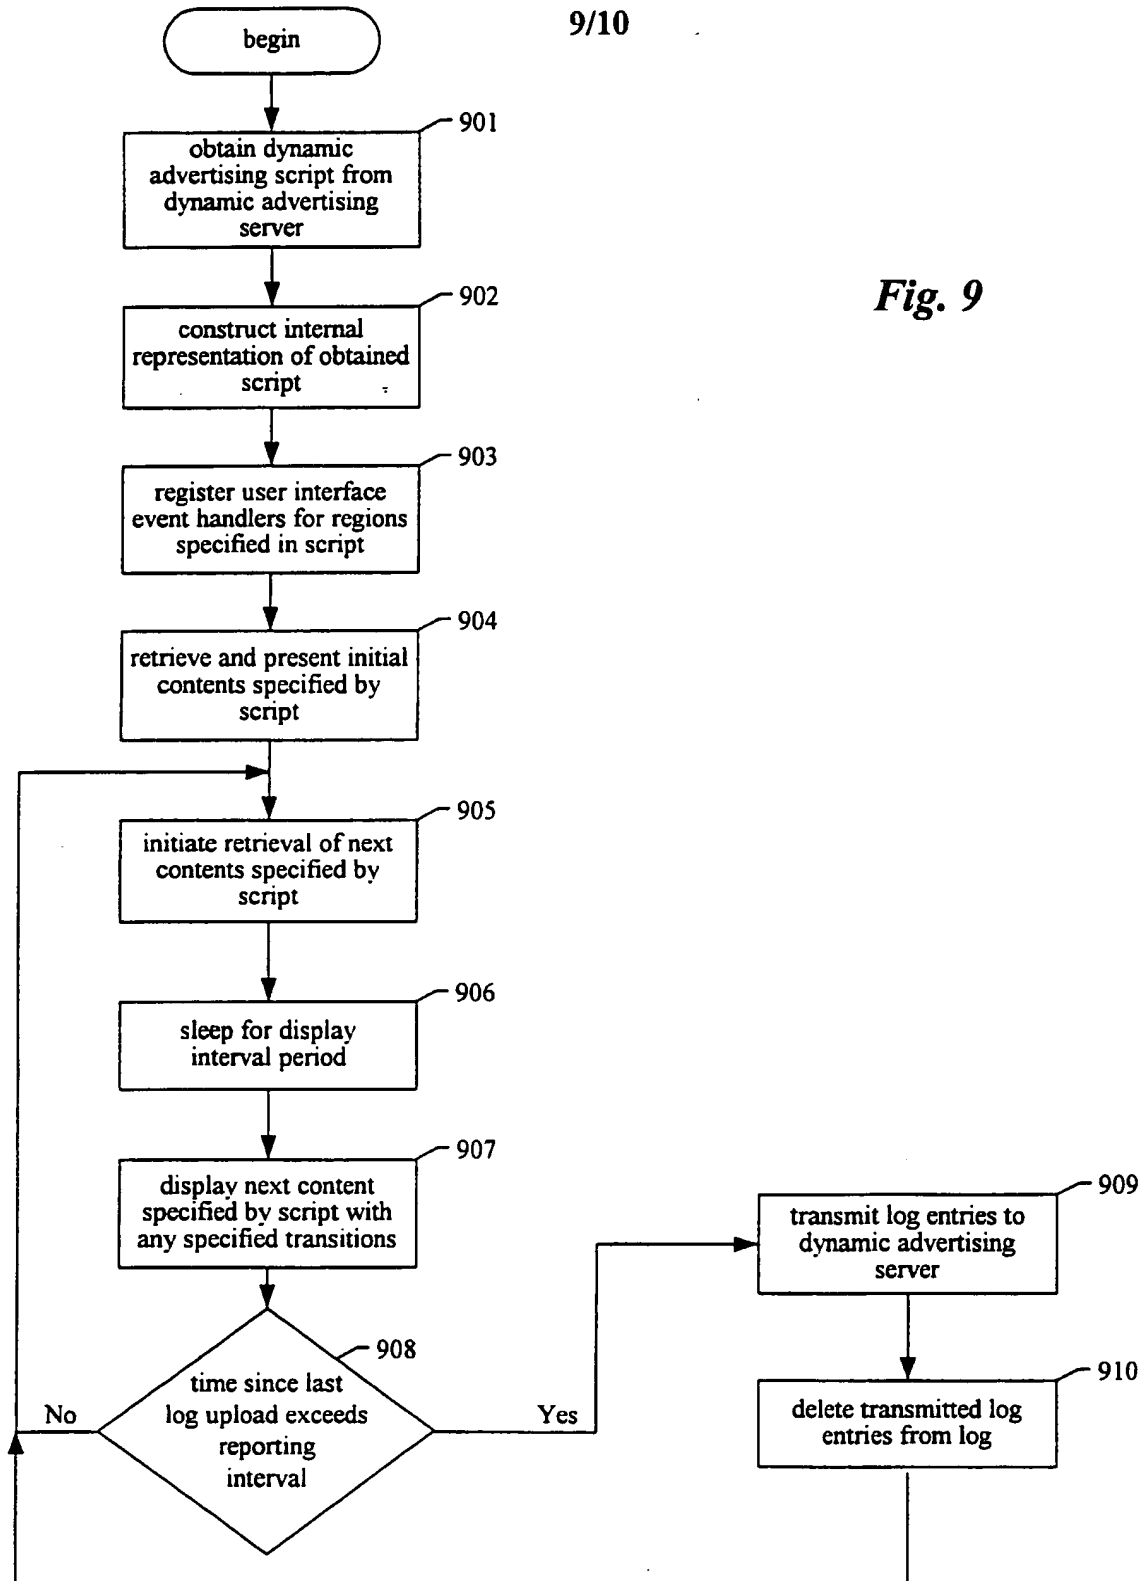 9/10
begin
901
obtain dynamic
advertising script from
dynamic advertising
server
902
construct internal
representation of obtained
script
Fig. 9
903
register user interface
event handlers for regions
specified in script
904
retrieve and present initial
contents specified by
script
905
initiate retrieval of next
contents specified by
script
906
sleep for display
interval period
907
display next content
specified by script with
any specified transitions
908
time since last
log upload exceeds
reporting
interval
No
Yes
909
transmit log entries to
dynamic advertising
server
910
delete transmitted log
entries from log